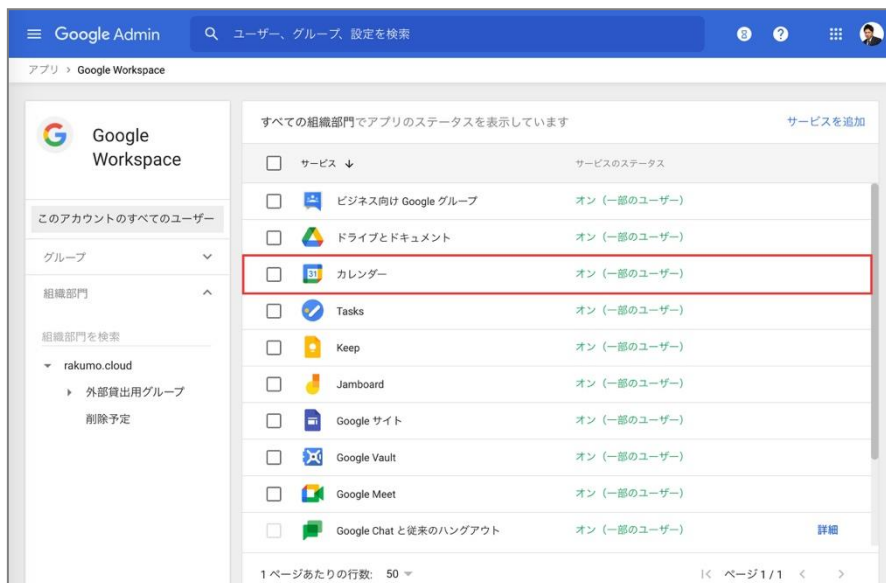 Google Admin
ユーザー、グループ、設定を検索
アプリ > Google Workspace
Google
Workspace
このアカウントのすべてのユーザー
グループ
組織部門
組織部門を検索
rakumo.cloud
外部貸出用グループ
削除予定
すべての組織部門でアプリのステータスを表示しています
サービスを追加
サービス ↓ サービスのステータス
ビジネス向け Google グループ オン（一部のユーザー）
ドライブとドキュメント オン（一部のユーザー）
31 カレンダー オン（一部のユーザー）
Tasks オン（一部のユーザー）
Keep オン（一部のユーザー）
Jamboard オン（一部のユーザー）
Google サイト オン（一部のユーザー）
Google Vault オン（一部のユーザー）
Google Meet オン（一部のユーザー）
Google Chat と従来のハングアウト オン（一部のユーザー） 詳細
1 ページあたりの行数: 50 ページ 1 / 1